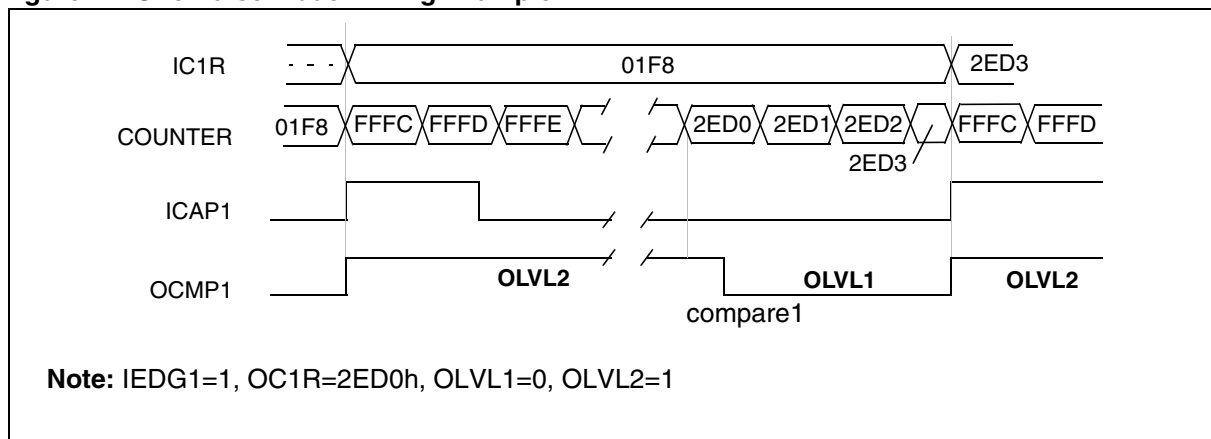 IC1R - - - 01F8 2ED3
COUNTER 01F8 FFFC FFFD FFFE 2ED0 2ED1 2ED2 FFFC FFFD
2ED3
ICAP1
OCMP1 OLVL2 OLVL1 OLVL2
compare1
Note: IEDG1=1, OC1R=2ED0h, OLVL1=0, OLVL2=1